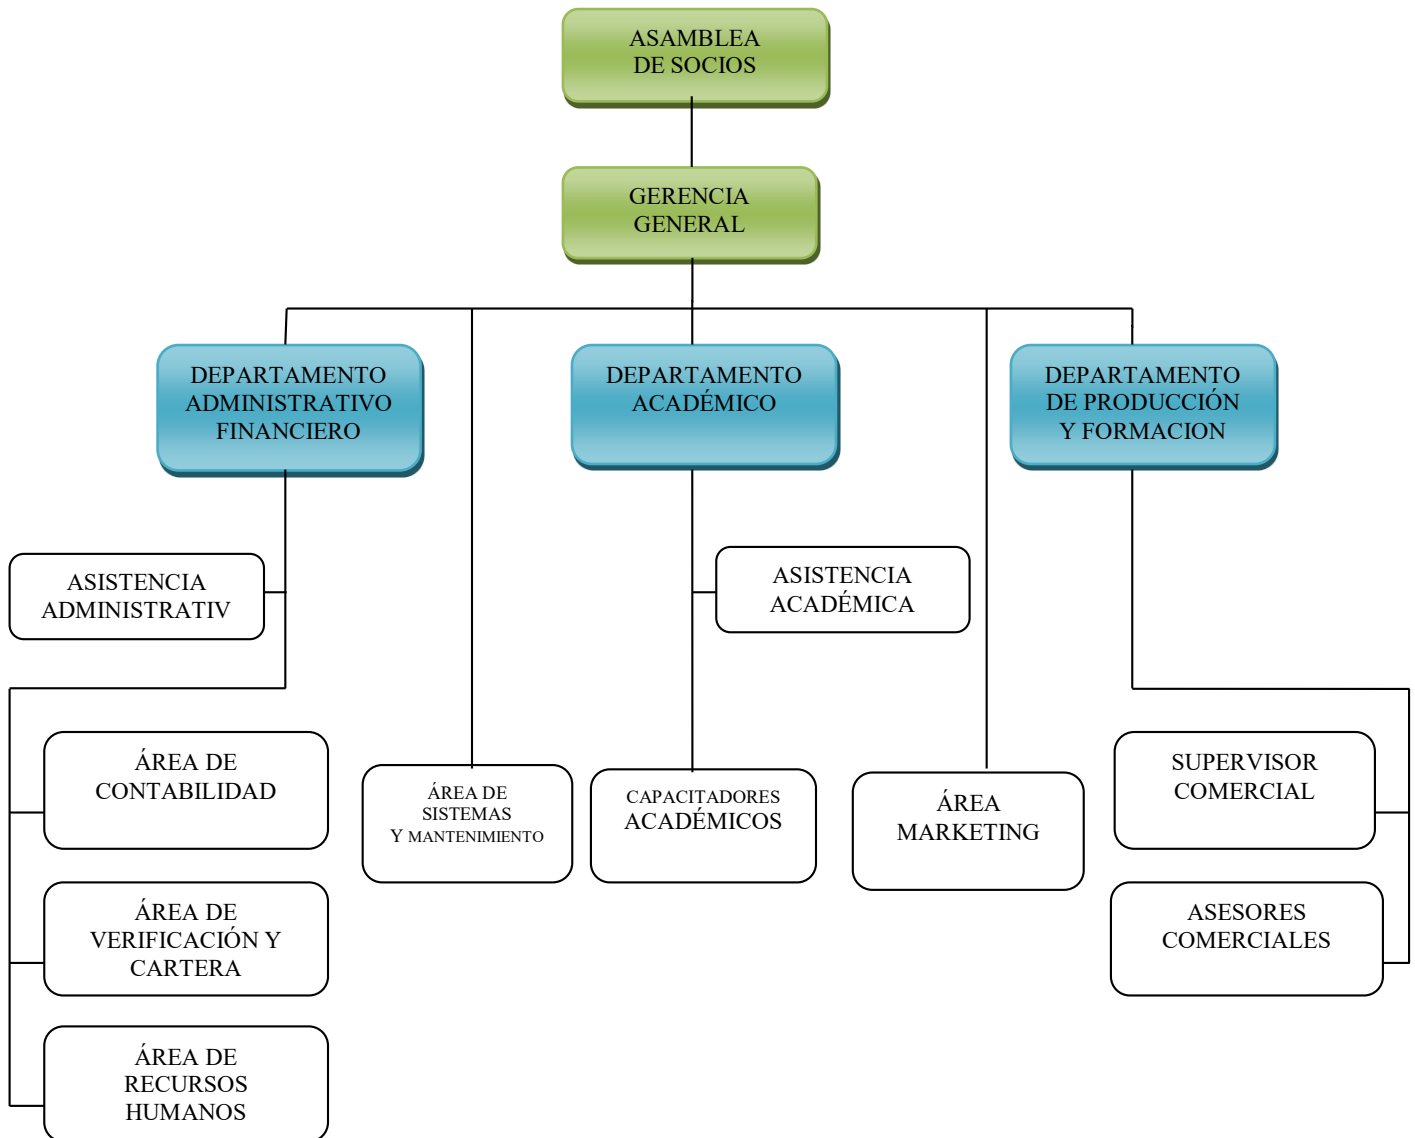 ASAMBLEA
DE SOCIOS
GERENCIA
GENERAL
DEPARTAMENTO
ADMINISTRATIVO
FINANCIERO
DEPARTAMENTO
ACADÉMICO
DEPARTAMENTO
DE PRODUCCIÓN
Y FORMACION
ASISTENCIA
ADMINISTRATIV
ASISTENCIA
ACADÉMICA
ÁREA DE
CONTABILIDAD
ÁREA DE
SISTEMAS
Y MANTENIMIENTO
CAPACITADORES
ACADÉMICOS
ÁREA
MARKETING
SUPERVISOR
COMERCIAL
ÁREA DE
VERIFICACIÓN Y
CARTERA
ASESORES
COMERCIALES
ÁREA DE
RECURSOS
HUMANOS